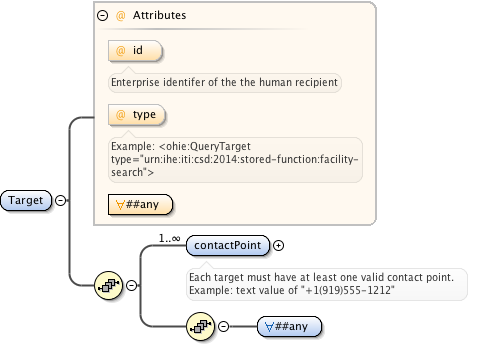 Attributes
@ id
Enterprise identifer of the the human recipient
@ type
Example: <ohie:QueryTarget
type="urn:ihe:iti:csd:2014:stored-function:facility-
search">
∀##any
Target
1..∞
contactPoint
Each target must have at least one valid contact point.
Example: text value of "+1(919)555-1212"
∀##any